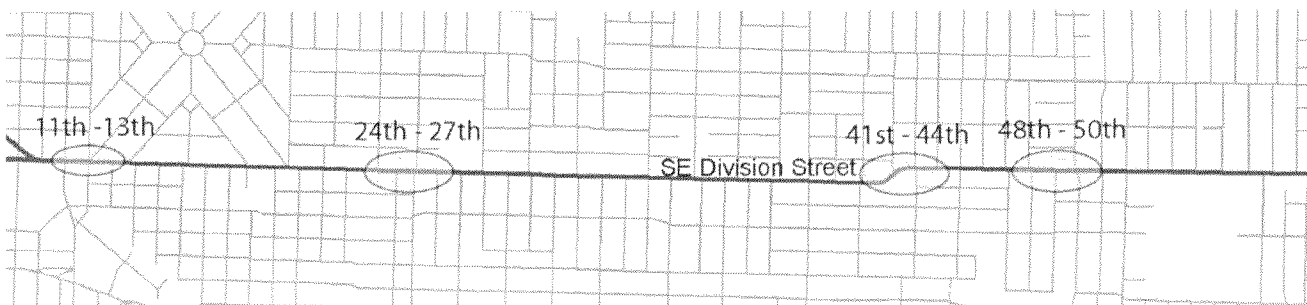 11th -13th
24th - 27th
41st - 44th
48th - 50th
SE Division Street